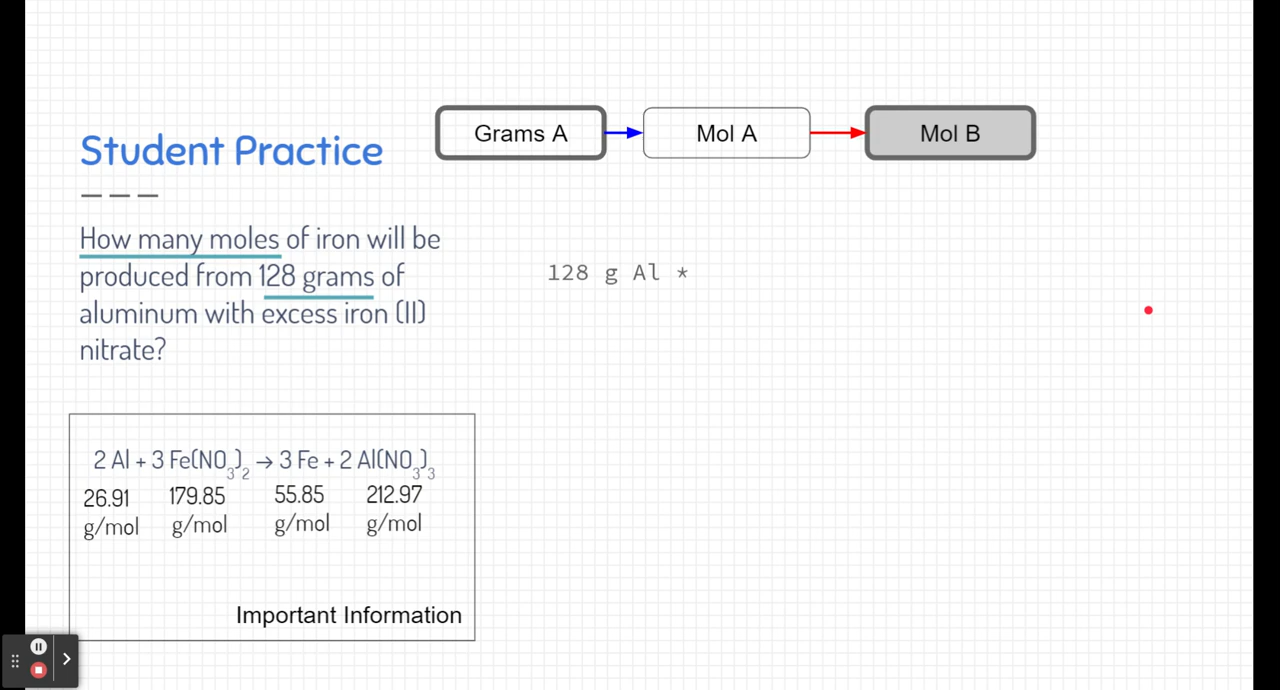 Grams A
Mol A
Mol B
Student Practice
How many moles of iron will be
produced from 128 grams of
aluminum with excess iron (II)
nitrate?
128 g Al *
2 Al + 3 Fe(NO3)2 → 3 Fe + 2 Al(NO3)3
26.91 179.85 55.85 212.97
g/mol g/mol g/mol g/mol
Important Information